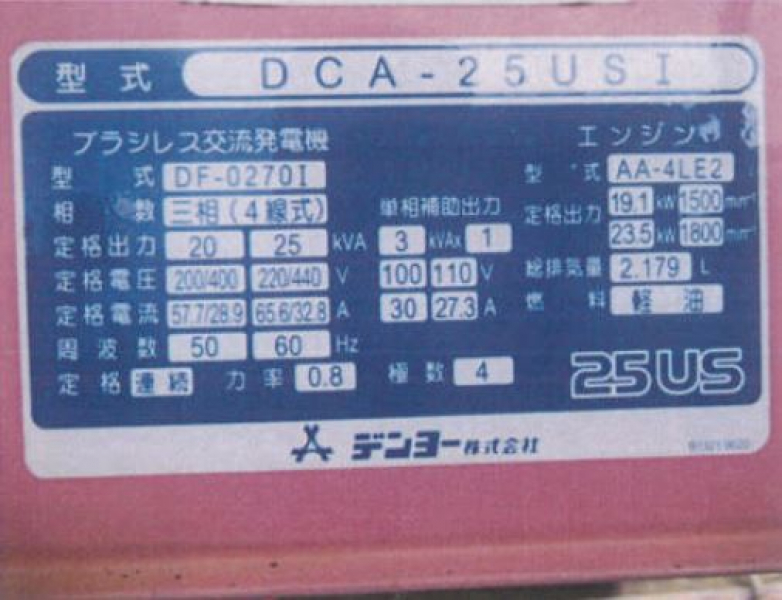 型式 DCA-25USI
ブラシレス交流発電機
型式 DF-0270I
相数 三相(4線式)
定格出力 20 25 kVA
定格電圧 200/400 220/440 V
定格電流 57.7/28.9 65.6/32.8 A
周波数 50 60 Hz
定格 連続 力率 0.8 極数 4
単相補助出力
3 kVAx 1
100 110 V
30 27.3 A
エンジン
型式 AA-4LE2
定格出力 19.1 kW 1500 min⁻¹
23.5 kW 1800 min⁻¹
総排気量 2.179 L
燃料 軽油
25US
デンヨー株式会社